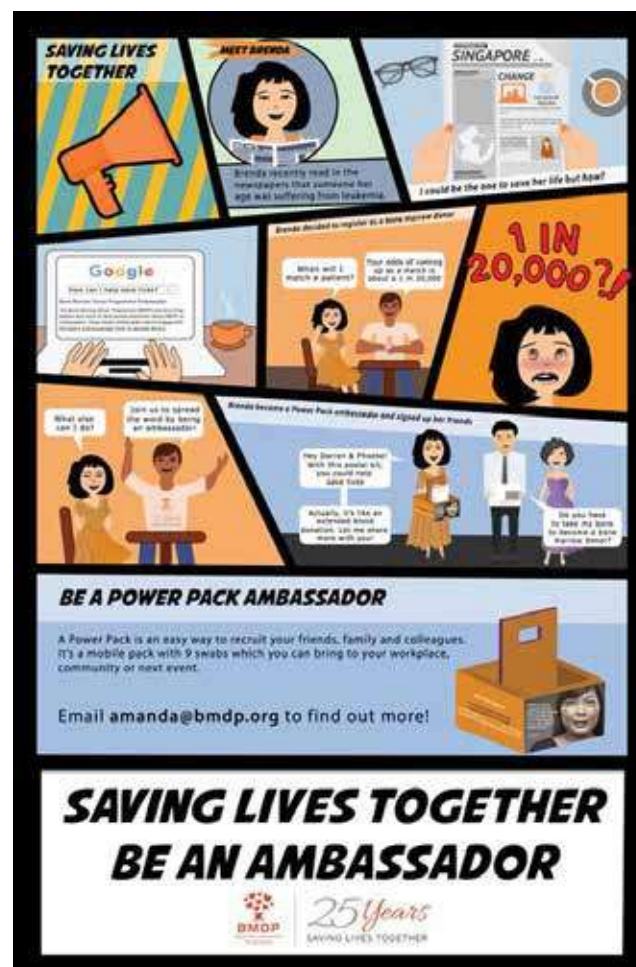 SAVING LIVES
TOGETHER
MEET BRENDA
Brenda recently read in the
newspapers that someone her
age was suffering from leukemia.
SINGAPORE
CHANGE
I could be the one to save her life but how?
Google
How can I help save lives?
Brenda decided to register as a bone marrow donor
When will I
match a patient?
Your odds of coming
up as a match is
about a 1 in 20,000
1 IN
20,000?!
What else
can I do?
Join us to spread
the word by being
an ambassador
Brenda became a Power Pack ambassador and signed up her friends
Hey Darren & Phoebe!
With this postal kit,
you could help
save lives
Actually, it's like an
extended blood
donation. Let me share
more with you!
Do you have
to take my bone
to become a bone
marrow donor?
BE A POWER PACK AMBASSADOR
A Power Pack is an easy way to recruit your friends, family and colleagues.
It's a mobile pack with 9 swabs which you can bring to your workplace,
community or next event.
Email amanda@bmdp.org to find out more!
SAVING LIVES TOGETHER
BE AN AMBASSADOR
BMDP
25 Years
SAVING LIVES TOGETHER